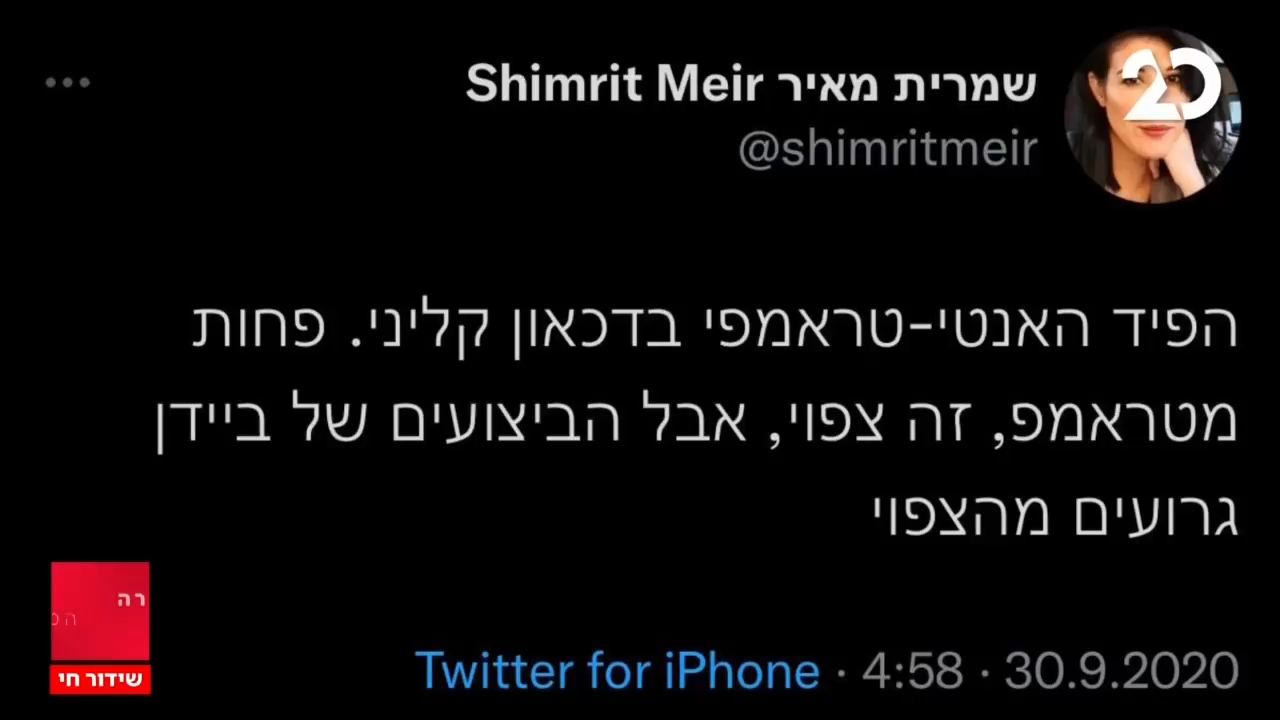 20
שמרית מאיר Shimrit Meir
@shimritmeir
הפיד האנטי-טראמפי בדכאון קליני. פחות
מטראמפ, זה צפוי, אבל הביצועים של ביידן
גרועים מהצפוי
רה
שידור חי
Twitter for iPhone · 4:58 · 30.9.2020